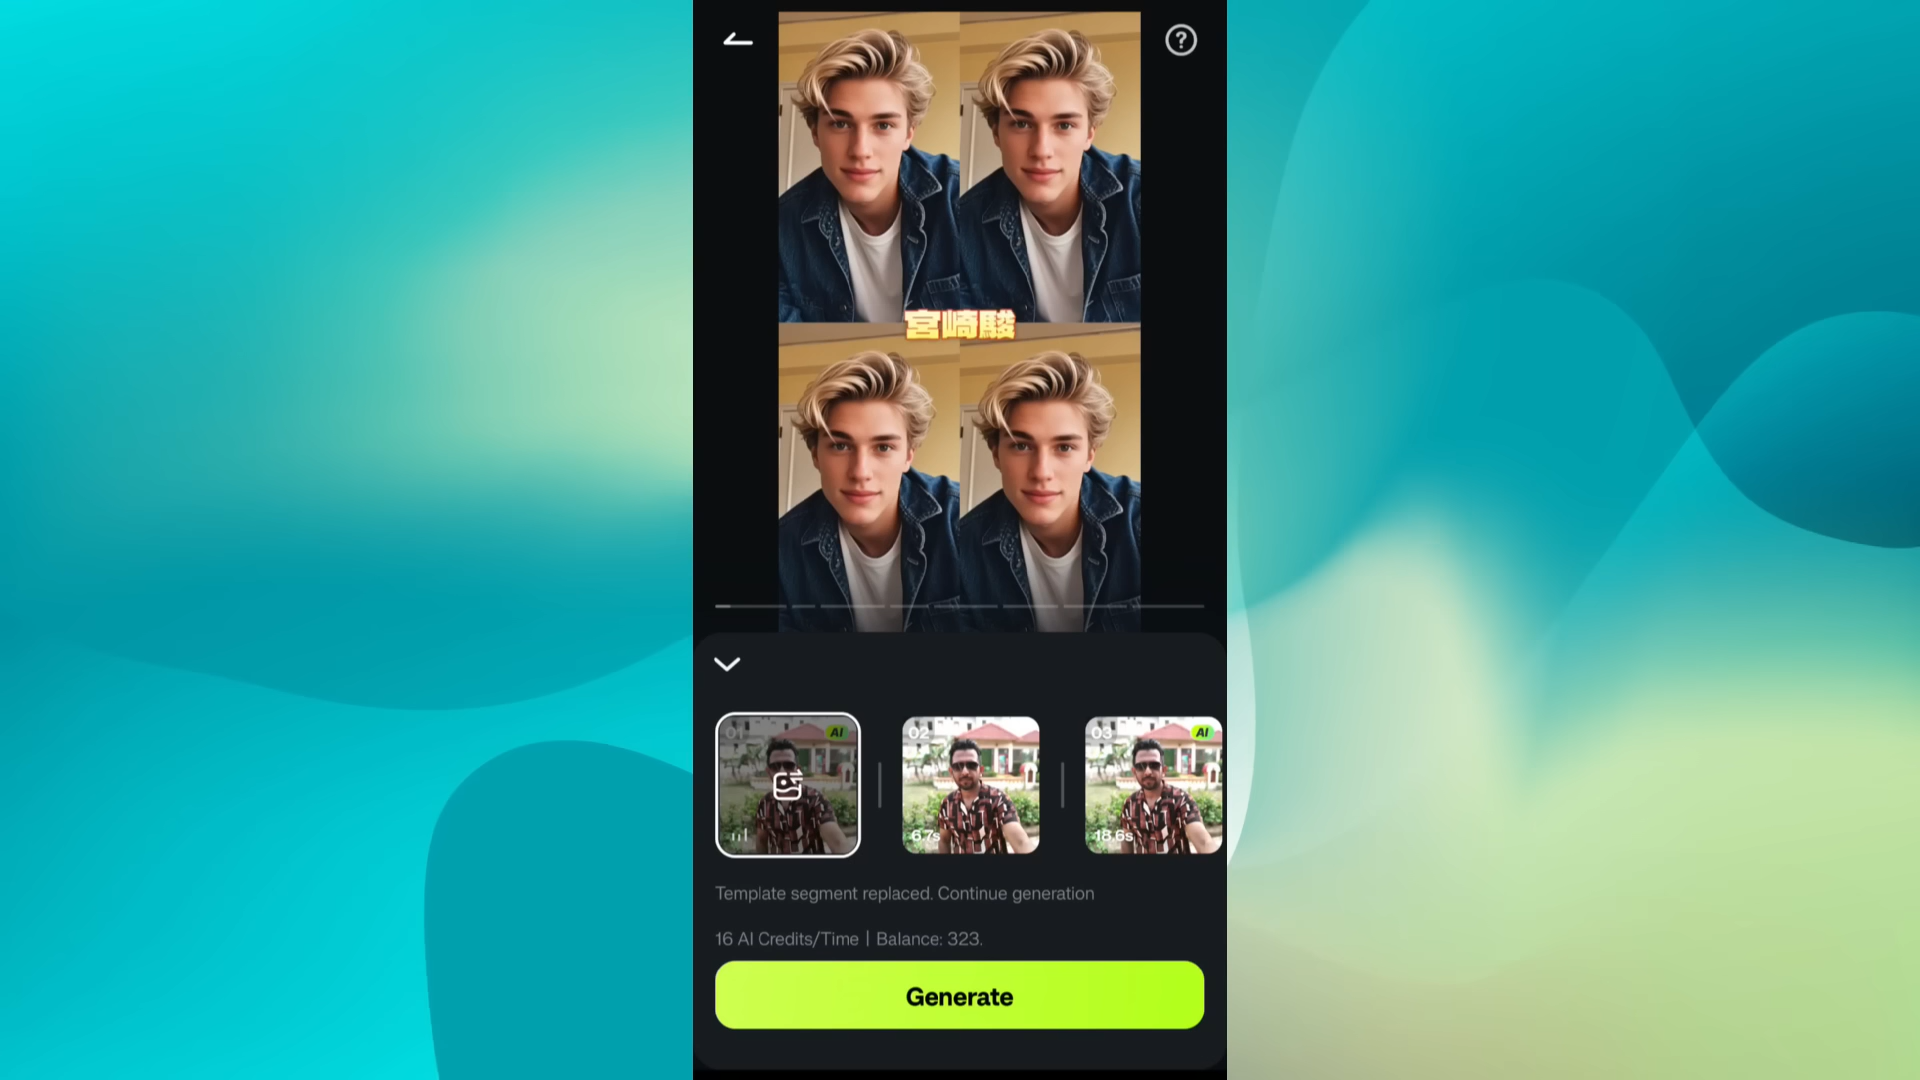 宮崎駿
01
AI
02
03
AI
6.7s
18.6s
Template segment replaced. Continue generation
16 AI Credits/Time | Balance: 323.
Generate